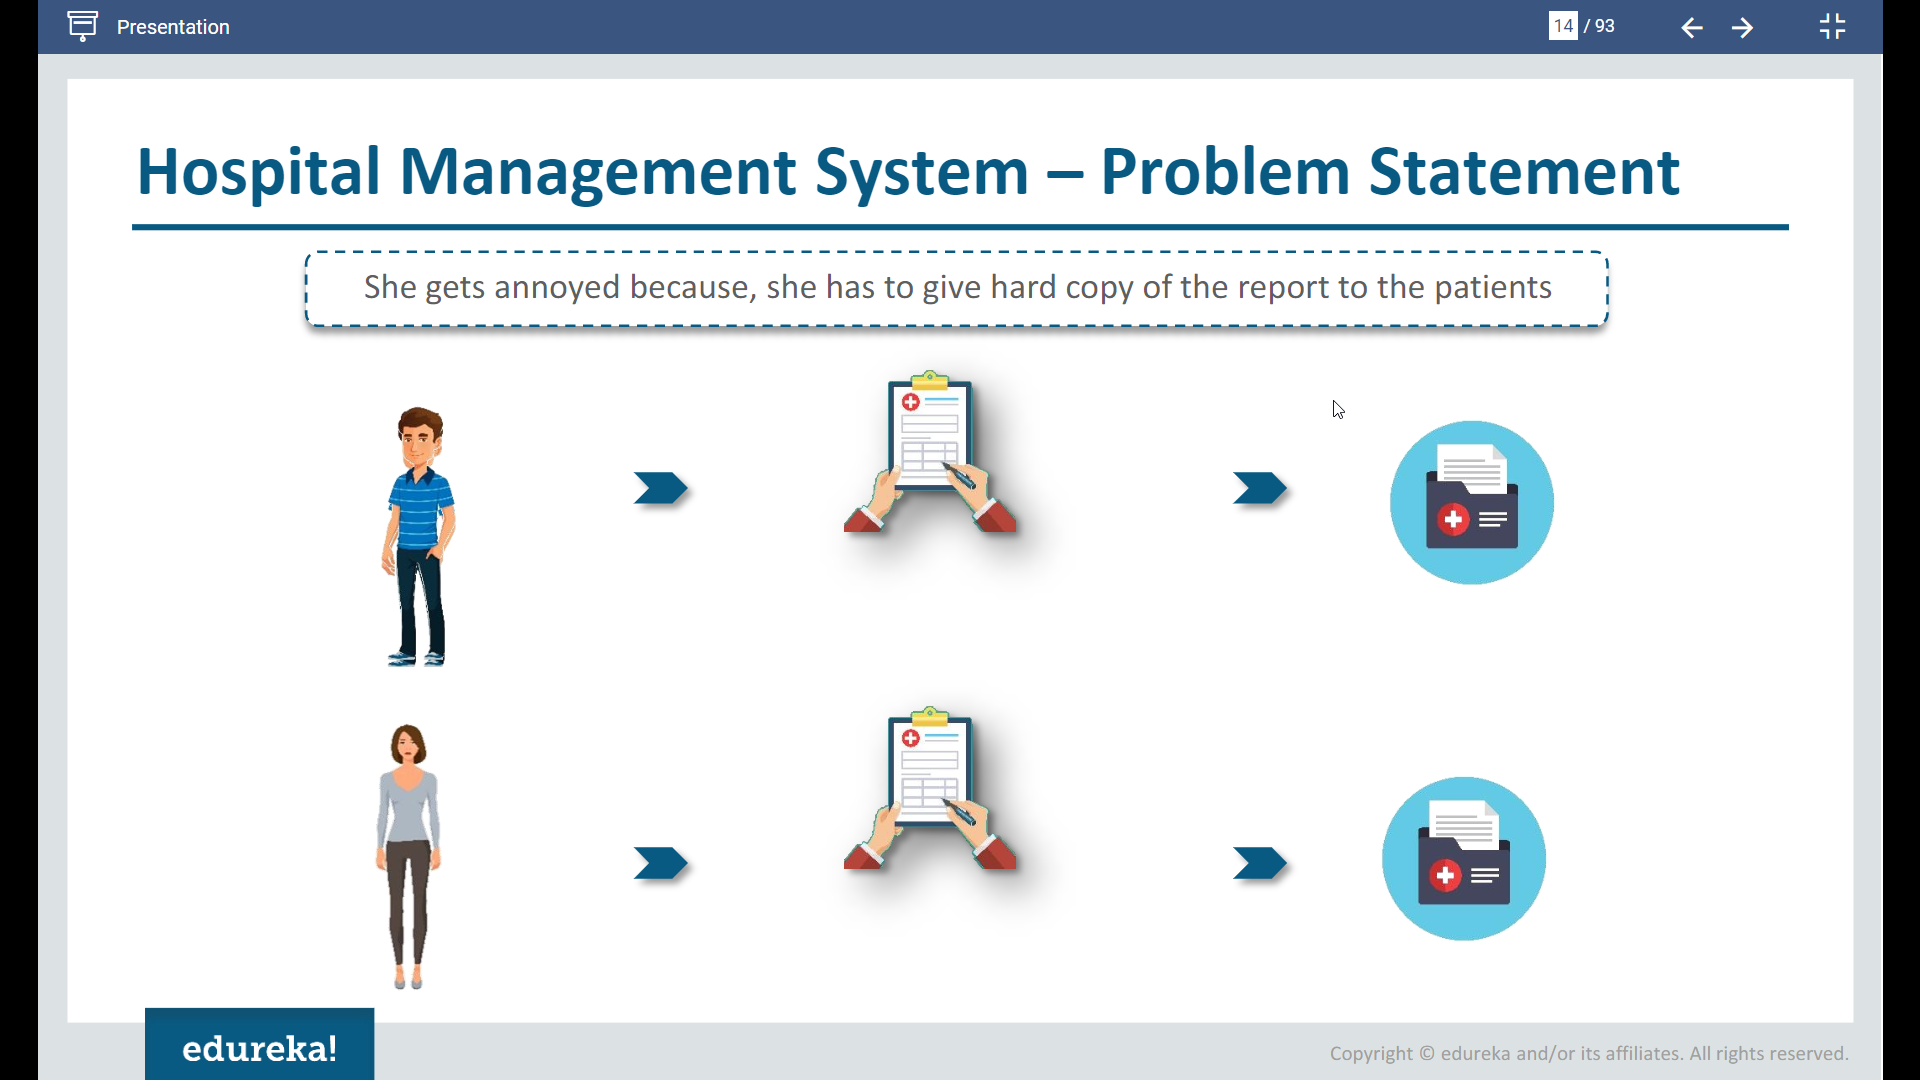 Presentation
14 / 93
Hospital Management System – Problem Statement
She gets annoyed because, she has to give hard copy of the report to the patients
edureka!
Copyright © edureka and/or its affiliates. All rights reserved.